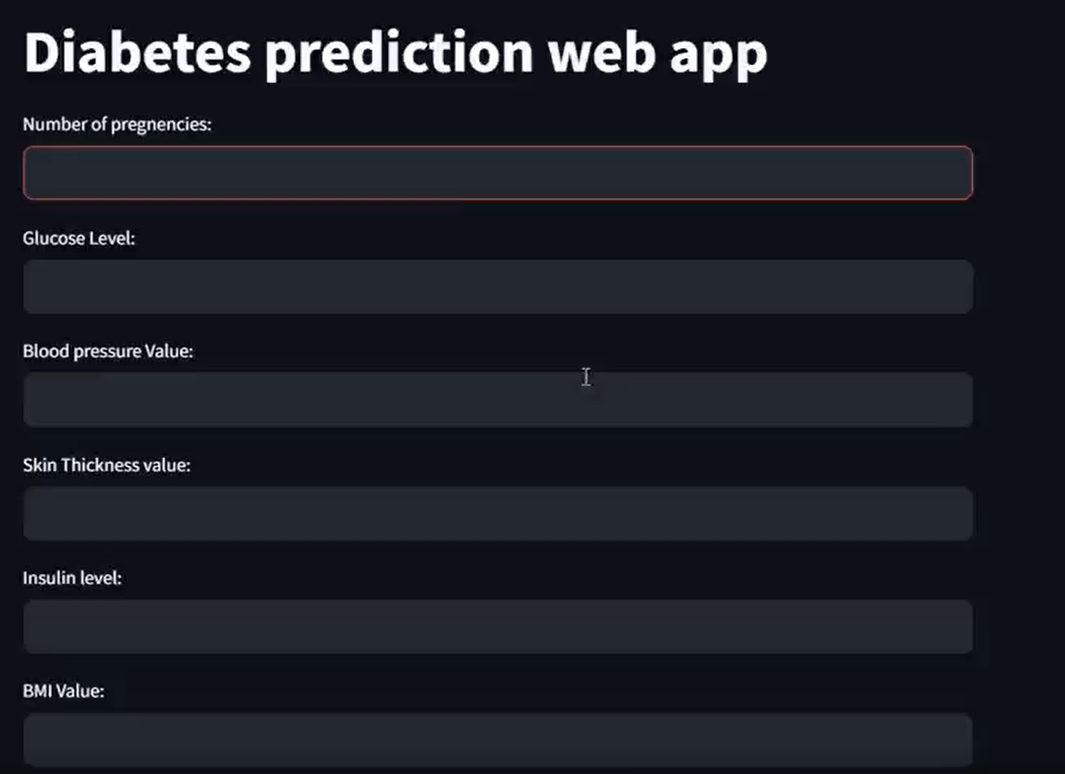 Diabetes prediction web app
Number of pregnencies:
Glucose Level:
Blood pressure Value:
Skin Thickness value:
Insulin level:
BMI Value: